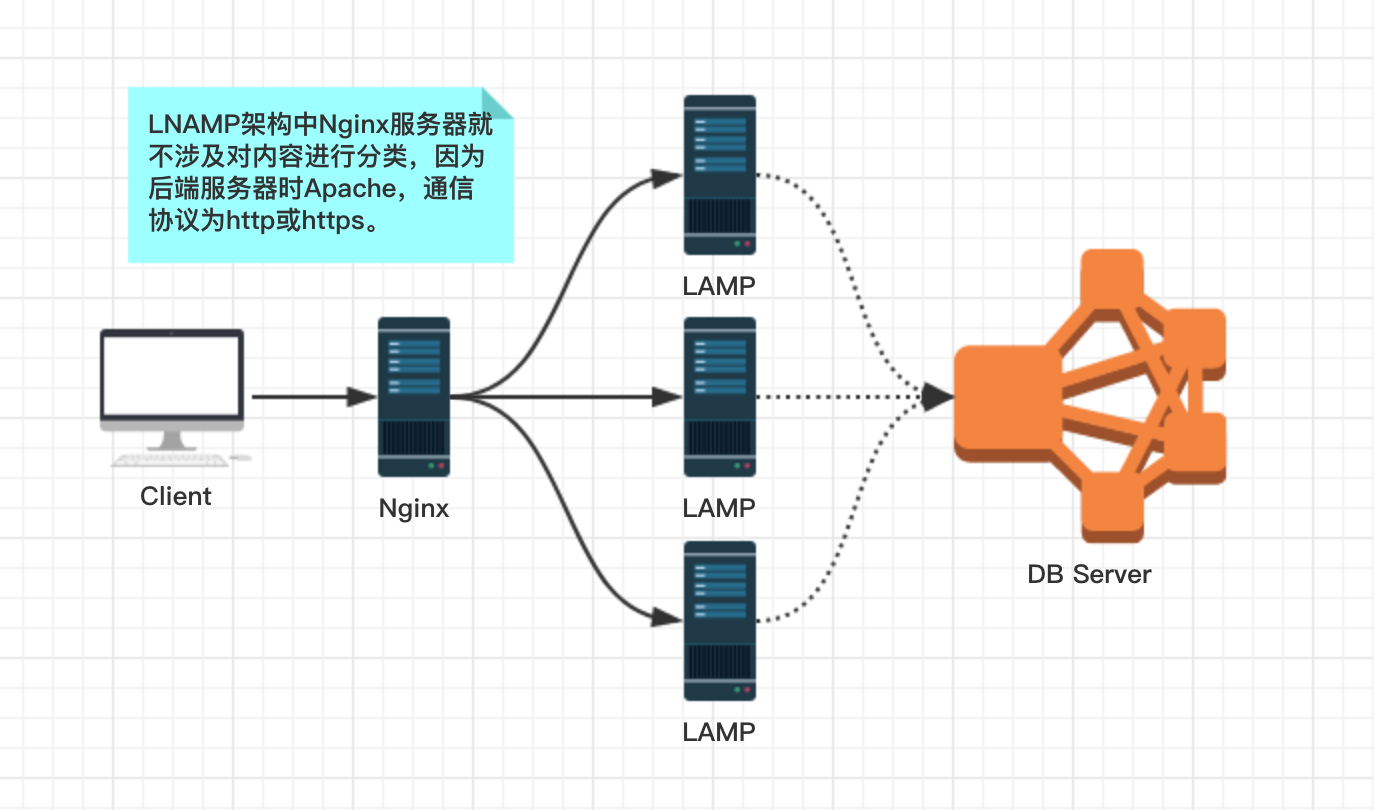 LNAMP架构中Nginx服务器就
不涉及对内容进行分类，因为
后端服务器时Apache，通信
协议为http或https。
LAMP
Client
Nginx
LAMP
DB Server
LAMP